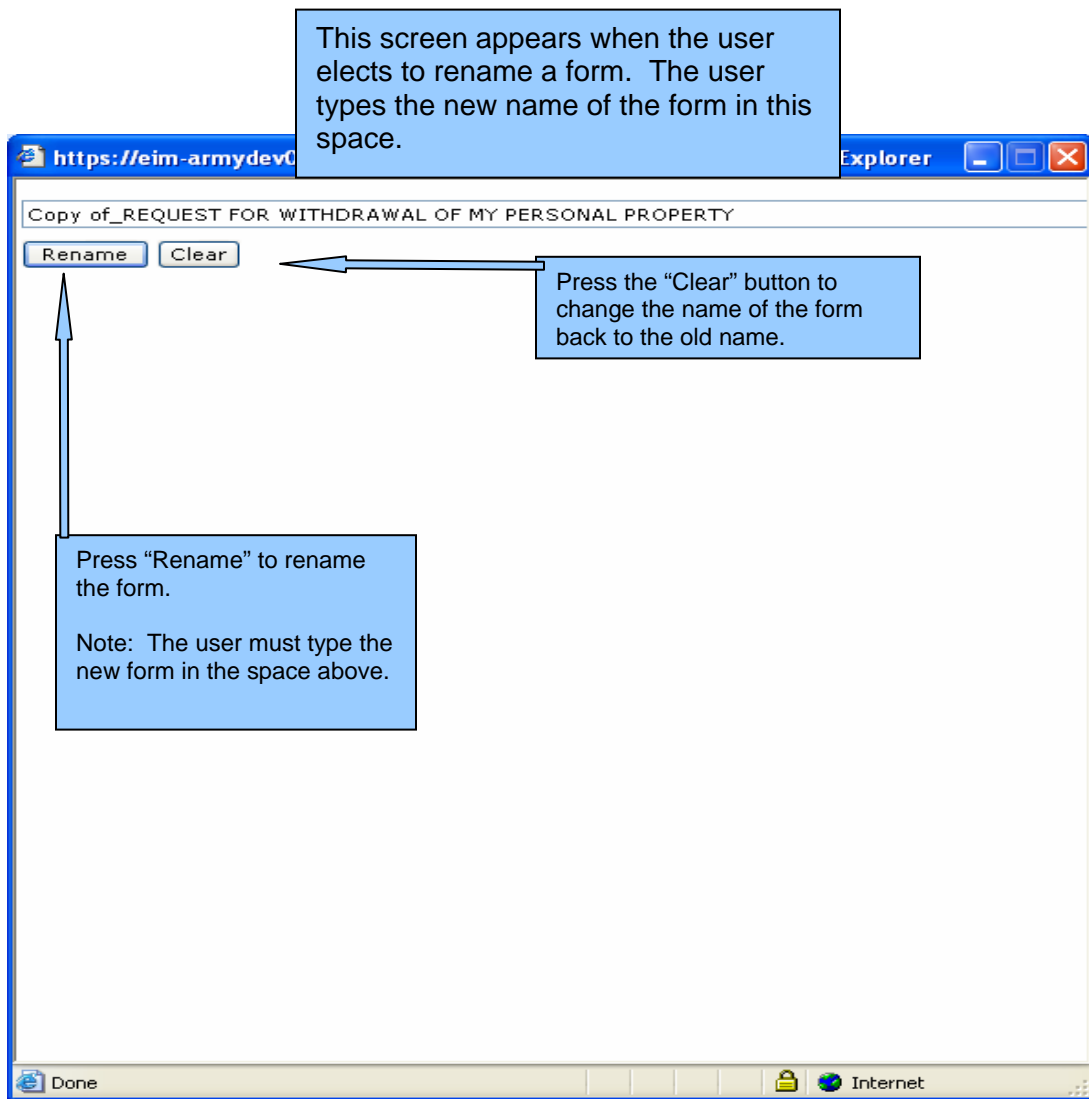 This screen appears when the user
elects to rename a form.  The user
types the new name of the form in this
space.
https://eim-armydev0 Explorer
Copy of_REQUEST FOR WITHDRAWAL OF MY PERSONAL PROPERTY
Rename Clear
Press the “Clear” button to
change the name of the form
back to the old name.
Press “Rename” to rename
the form.
Note:  The user must type the
new form in the space above.
Done Internet